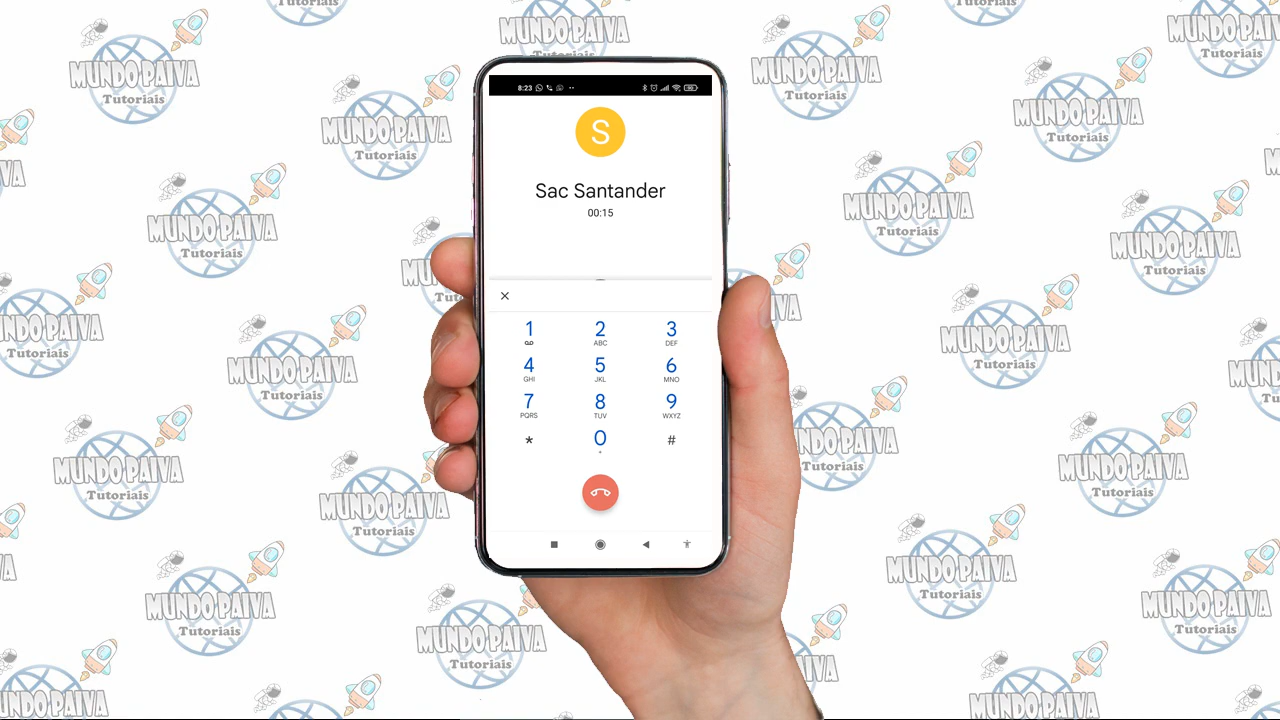 8:23
S
Sac Santander
00:15
1
2
ABC
3
DEF
4
GHI
5
JKL
6
MNO
7
PQRS
8
TUV
9
WXYZ
*
0
+
#
MUNDO PAIVA
Tutoriais